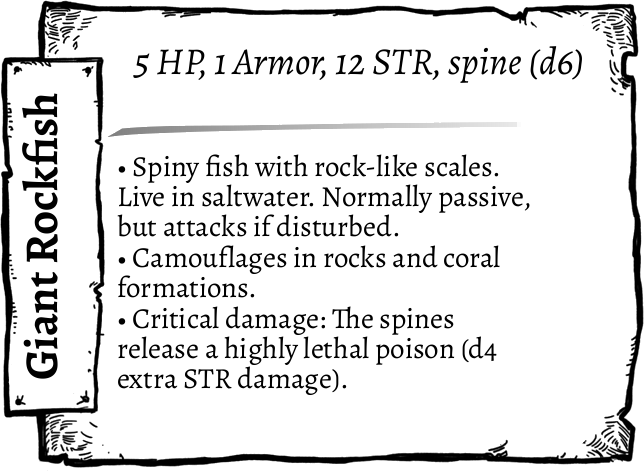 Giant Rockfish
5 HP, 1 Armor, 12 STR, spine (d6)
• Spiny fish with rock-like scales.
Live in saltwater. Normally passive,
but attacks if disturbed.
• Camouflages in rocks and coral
formations.
• Critical damage: The spines
release a highly lethal poison (d4
extra STR damage).